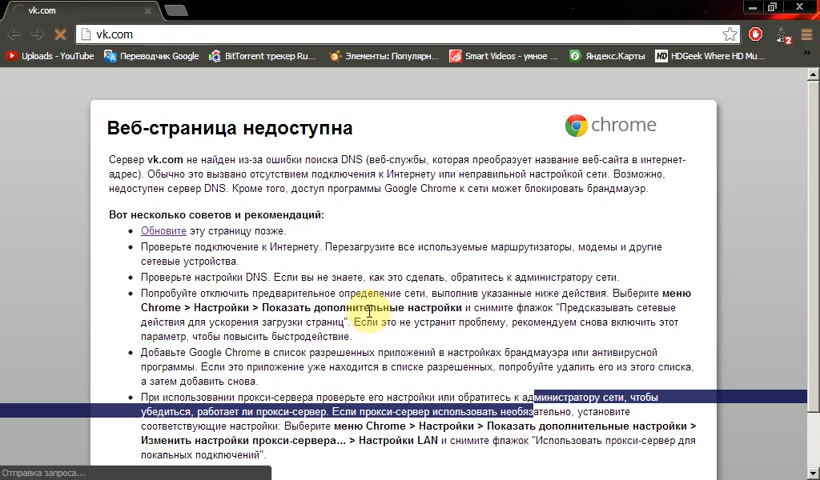 vk.com
vk.com
Uploads - YouTube
Переводчик Google
BitTorrent трекер Ru...
Элементы: Популярн...
Smart Videos - умное ...
Яндекс.Карты
HDGeek Where HD Mu...
Веб-страница недоступна
chrome
Сервер vk.com не найден из-за ошибки поиска DNS (веб-службы, которая преобразует название веб-сайта в интернет-
адрес). Обычно это вызвано отсутствием подключения к Интернету или неправильной настройкой сети. Возможно,
недоступен сервер DNS. Кроме того, доступ программы Google Chrome к сети может блокировать брандмауэр.
Вот несколько советов и рекомендаций:
Обновите эту страницу позже.
Проверьте подключение к Интернету. Перезагрузите все используемые маршрутизаторы, модемы и другие
сетевые устройства.
Проверьте настройки DNS. Если вы не знаете, как это сделать, обратитесь к администратору сети.
Попробуйте отключить предварительное определение сети, выполнив указанные ниже действия. Выберите меню
Chrome > Настройки > Показать дополнительные настройки и снимите флажок "Предсказывать сетевые
действия для ускорения загрузки страниц". Если это не устранит проблему, рекомендуем снова включить этот
параметр, чтобы повысить быстродействие.
Добавьте Google Chrome в список разрешенных приложений в настройках брандмауэра или антивирусной
программы. Если это приложение уже находится в списке разрешенных, попробуйте удалить его из этого списка,
а затем добавить снова.
При использовании прокси-сервера проверьте его настройки или обратитесь к администратору сети, чтобы
убедиться, работает ли прокси-сервер. Если прокси-сервер использовать необязательно, установите
соответствующие настройки: Выберите меню Chrome > Настройки > Показать дополнительные настройки >
Изменить настройки прокси-сервера... > Настройки LAN и снимите флажок "Использовать прокси-сервер для
локальных подключений".
Отправка запроса...